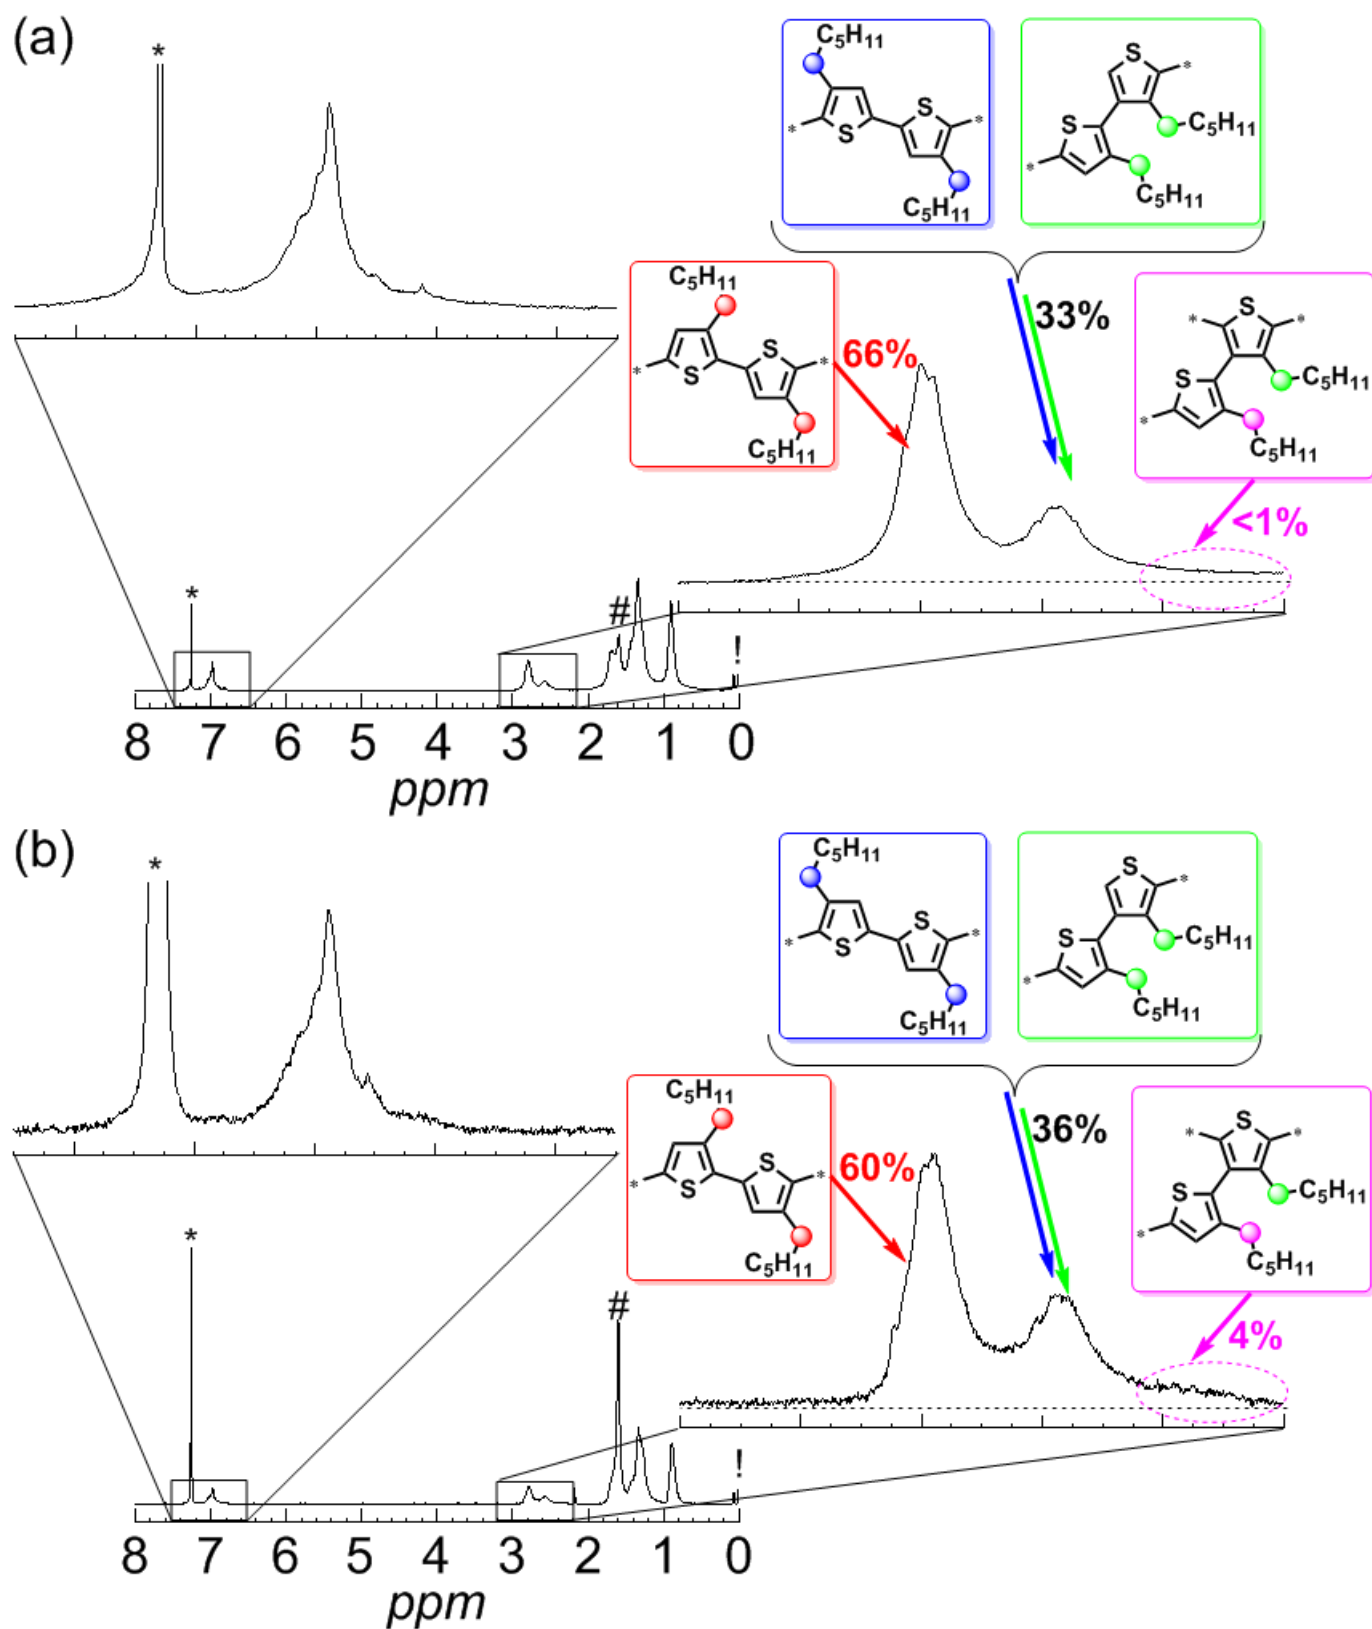 (a)
*
C₅H₁₁
S
S
*
*
C₅H₁₁
S
*
C₅H₁₁
S
*
C₅H₁₁
C₅H₁₁
S
S
*
*
C₅H₁₁
66%
33%
*
S
*
C₅H₁₁
S
*
C₅H₁₁
<1%
*
#
!
8 7 6 5 4 3 2 1 0
ppm
(b)
*
C₅H₁₁
S
S
*
*
C₅H₁₁
S
*
C₅H₁₁
S
*
C₅H₁₁
C₅H₁₁
S
S
*
*
C₅H₁₁
60%
36%
*
S
*
C₅H₁₁
S
*
C₅H₁₁
4%
*
#
!
8 7 6 5 4 3 2 1 0
ppm